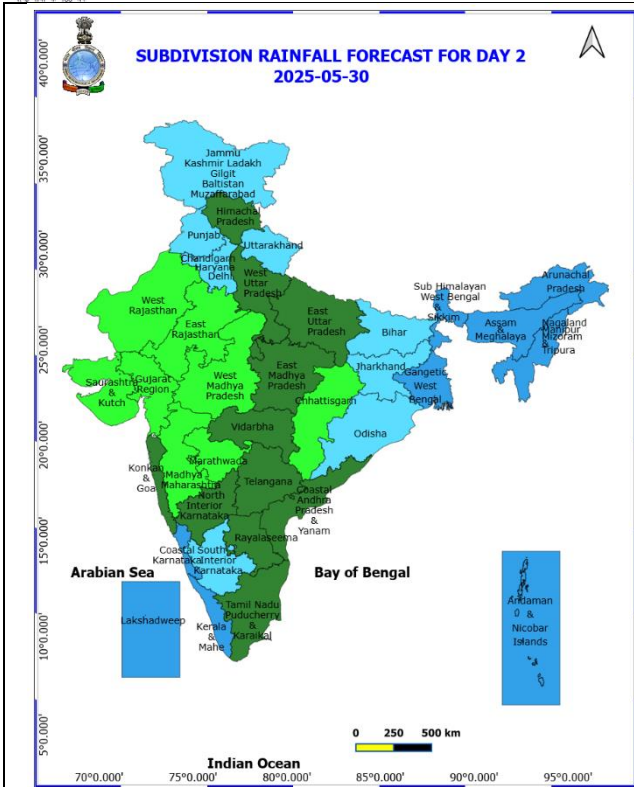 SUBDIVISION RAINFALL FORECAST FOR DAY 2
2025-05-30
40°0.000'
35°0.000'
30°0.000'
25°0.000'
20°0.000'
15°0.000'
10°0.000'
5°0.000'
Jammu
Kashmir Ladakh
Gilgit
Baltistan
Muzaffarabad
Himachal
Pradesh
Punjab
Uttarakhand
Chandigarh
Haryana
Delhi
West
Uttar
Pradesh
West
Rajasthan
East
Rajasthan
East
Uttar
Pradesh
Sub Himalayan
West Bengal
&
Sikkim
Arunachal
Pradesh
Assam
&
Meghalaya
Nagaland
Manipur
Mizoram
&
Tripura
Bihar
Jharkhand
Gangetic
West
Bengal
Saurashtra
&
Kutch
Gujarat
Region
West
Madhya
Pradesh
East
Madhya
Pradesh
Chhattisgarh
Odisha
Vidarbha
Konkan
&
Goa
Madhya
Maharashtra
Marathwada
North
Interior
Karnataka
Telangana
Coastal
Andhra
Pradesh
&
Yanam
Rayalaseema
Coastal
Karnataka
South
Interior
Karnataka
Arabian Sea
Bay of Bengal
Lakshadweep
Kerala
&
Mahe
Tamil Nadu
Puducherry
&
Karaikal
Andaman
&
Nicobar
Islands
0 250 500 km
Indian Ocean
70°0.000' 75°0.000' 80°0.000' 85°0.000' 90°0.000' 95°0.000'